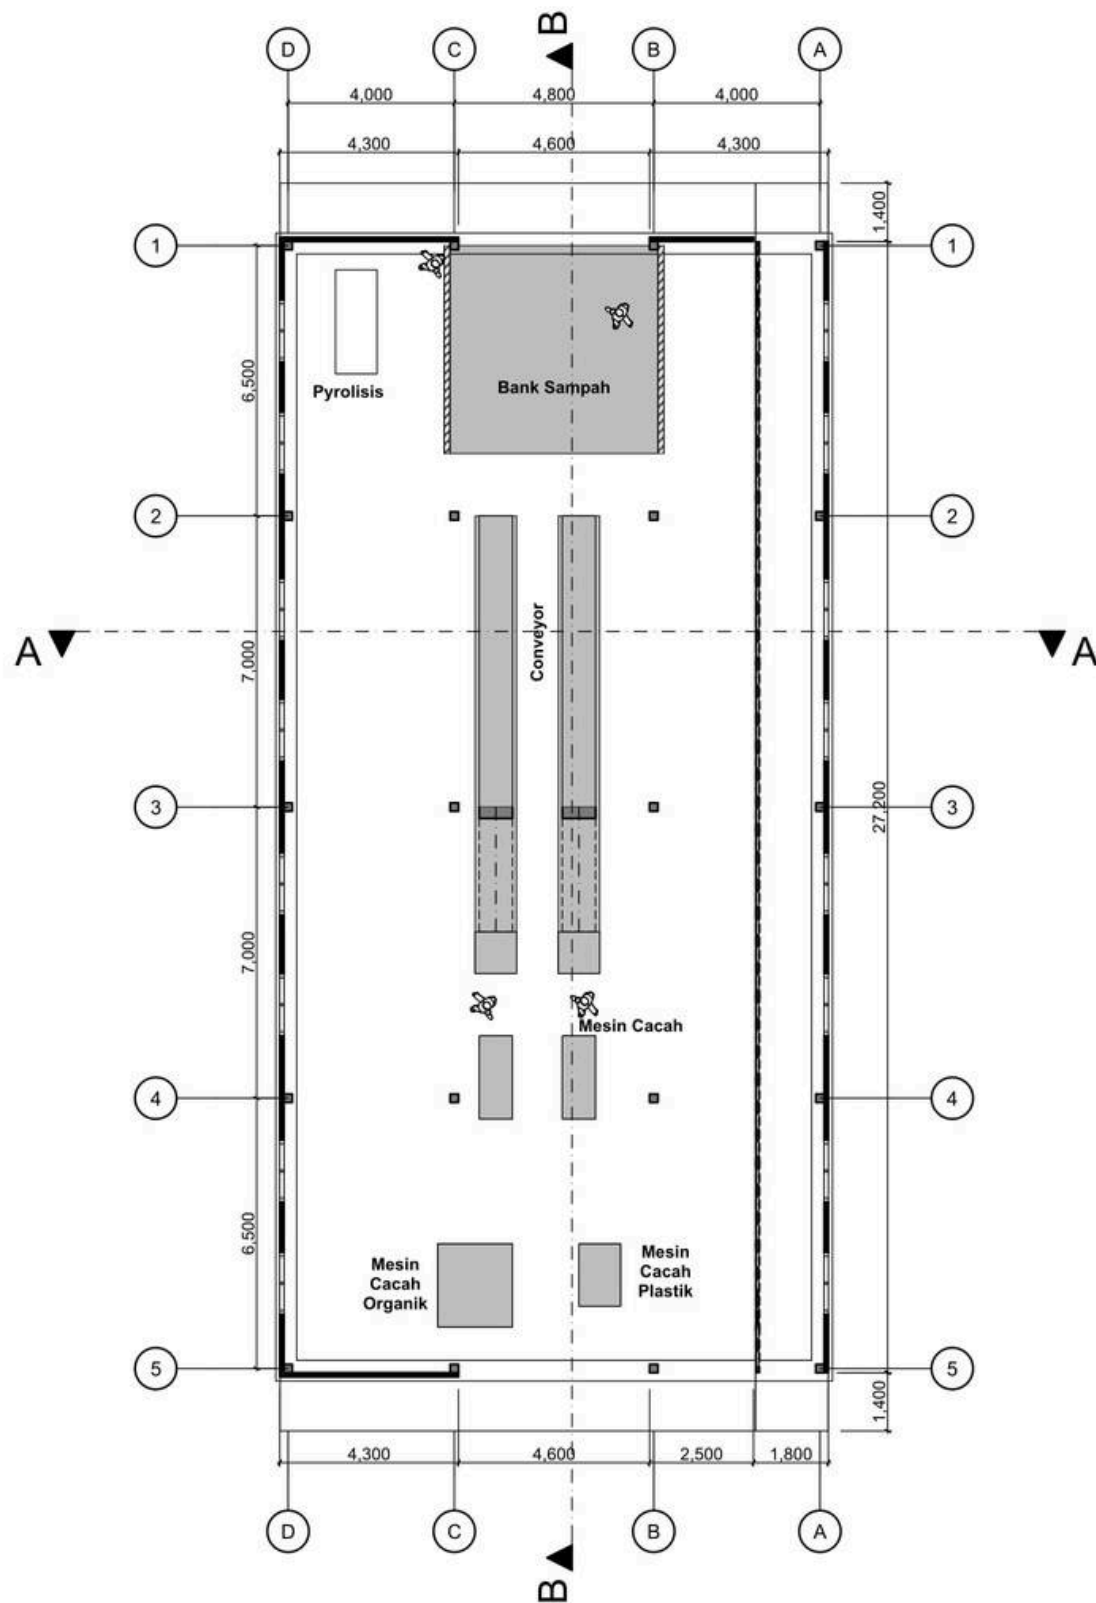 B
D
C
B
A
4,000
4,800
4,000
4,300
4,600
4,300
1,400
1
1
6,500
Pyrolisis
Bank Sampah
2
2
Conveyor
A
A
7,000
3
3
27,200
7,000
Mesin Cacah
4
4
6,500
Mesin
Cacah
Organik
Mesin
Cacah
Plastik
5
5
1,400
4,300
4,600
2,500
1,800
D
C
B
A
B